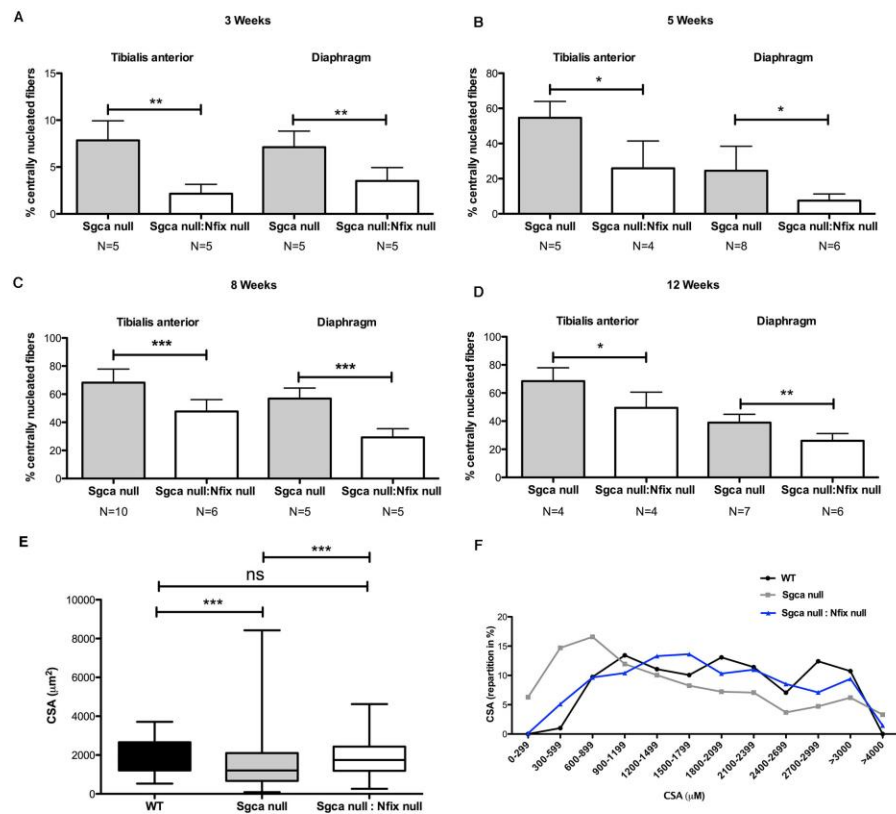 A
3 Weeks
Tibialis anterior
Diaphragm
% centrally nucleated fibers
15
10
5
0
**
**
Sgca null
Sgca null:Nfix null
Sgca null
Sgca null:Nfix null
N=5
N=5
N=5
N=5
B
5 Weeks
Tibialis anterior
Diaphragm
% centrally nucleated fibers
80
60
40
20
0
*
*
Sgca null
Sgca null:Nfix null
Sgca null
Sgca null:Nfix null
N=5
N=4
N=8
N=6
C
8 Weeks
Tibialis anterior
Diaphragm
% centrally nucleated fibers
100
80
60
40
20
0
***
***
Sgca null
Sgca null:Nfix null
Sgca null
Sgca null:Nfix null
N=10
N=6
N=5
N=5
D
12 Weeks
Tibialis anterior
Diaphragm
% centrally nucleated fibers
100
80
60
40
20
0
*
**
Sgca null
Sgca null:Nfix null
Sgca null
Sgca null:Nfix null
N=4
N=4
N=7
N=6
E
***
ns
***
CSA (μm²)
10000
8000
6000
4000
2000
0
WT
Sgca null
Sgca null : Nfix null
F
WT
Sgca null
Sgca null : Nfix null
CSA (repartition in %)
20
15
10
5
0
0-299
300-599
600-899
900-1199
1200-1499
1500-1799
1800-2099
2100-2399
2400-2699
2700-2999
>3000
>4000
CSA (μM)